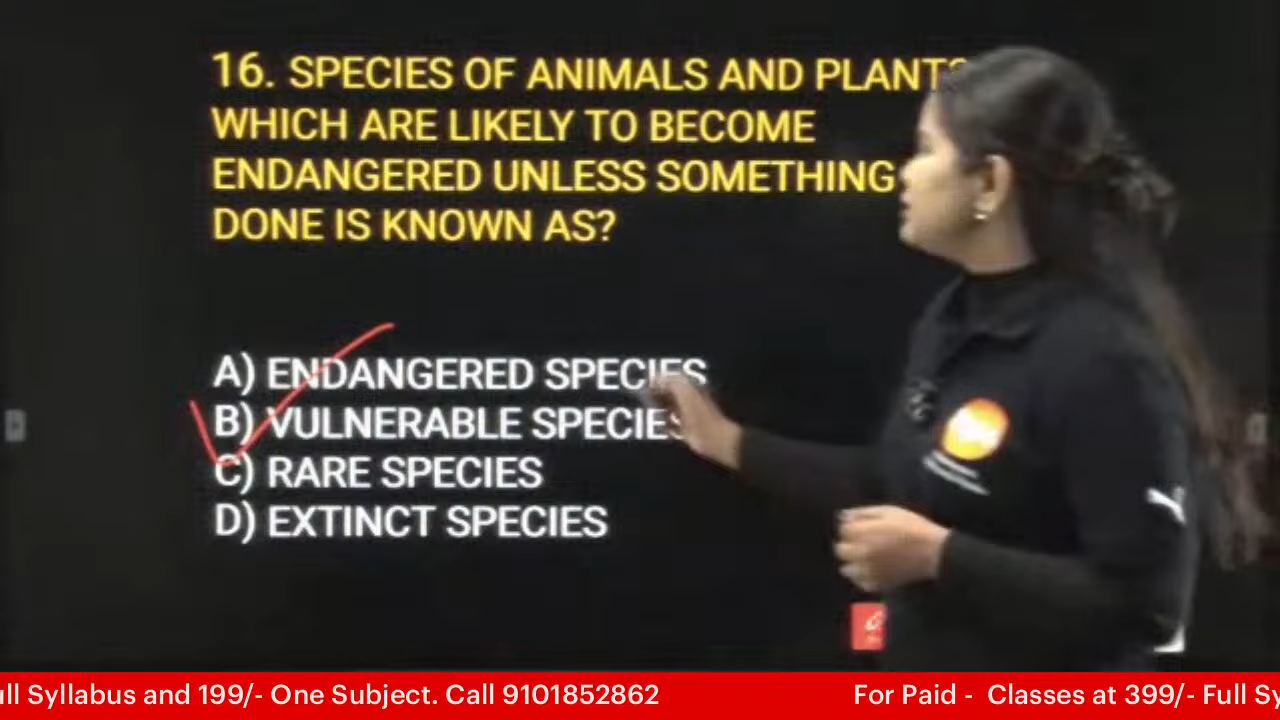 16. SPECIES OF ANIMALS AND PLANTS
WHICH ARE LIKELY TO BECOME
ENDANGERED UNLESS SOMETHING
DONE IS KNOWN AS?
A) ENDANGERED SPECIES
B) VULNERABLE SPECIES
C) RARE SPECIES
D) EXTINCT SPECIES
ull Syllabus and 199/- One Subject. Call 9101852862 For Paid - Classes at 399/- Full Sy